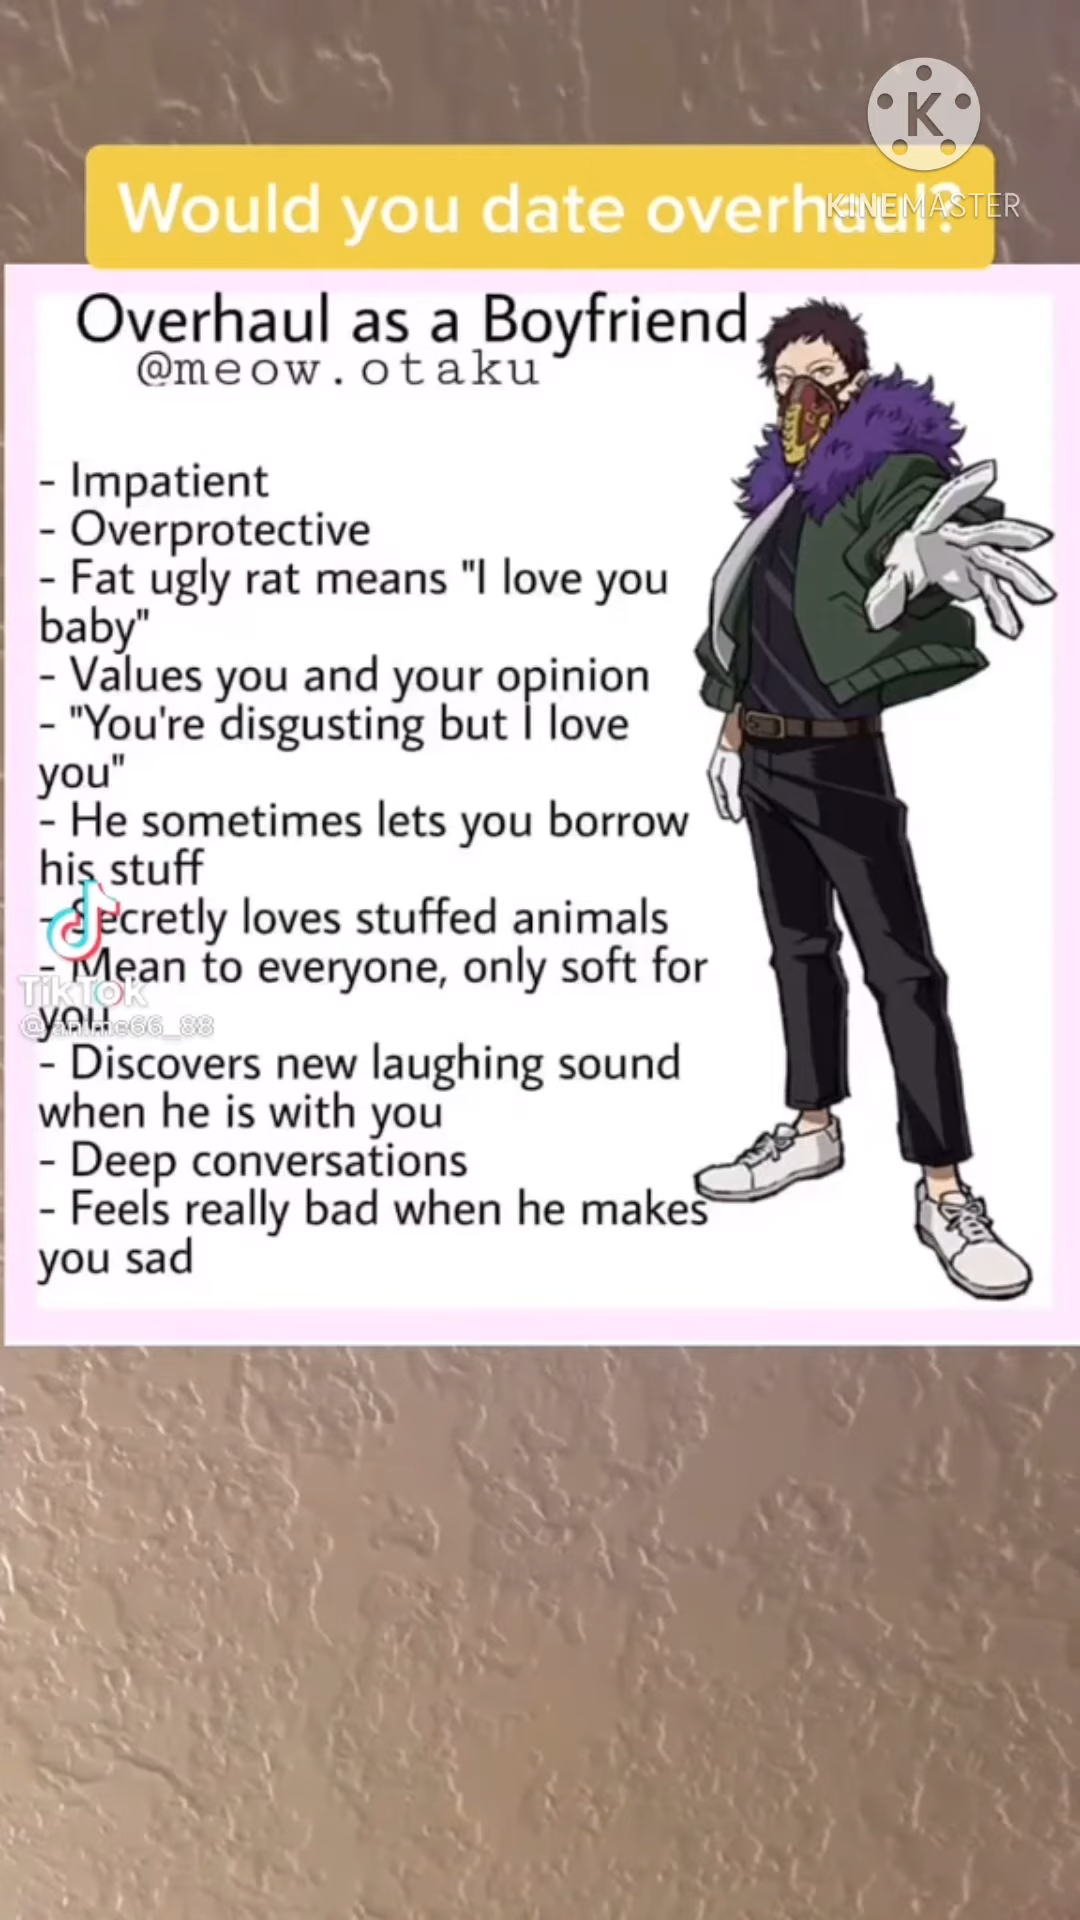 K
KINEMASTER
Would you date overhaul?
Overhaul as a Boyfriend
@meow.otaku
- Impatient
- Overprotective
- Fat ugly rat means "I love you
baby"
- Values you and your opinion
- "You're disgusting but I love
you"
- He sometimes lets you borrow
his stuff
- Secretly loves stuffed animals
- Mean to everyone, only soft for
you
- Discovers new laughing sound
when he is with you
- Deep conversations
- Feels really bad when he makes
you sad
TikTok
@anime66_88